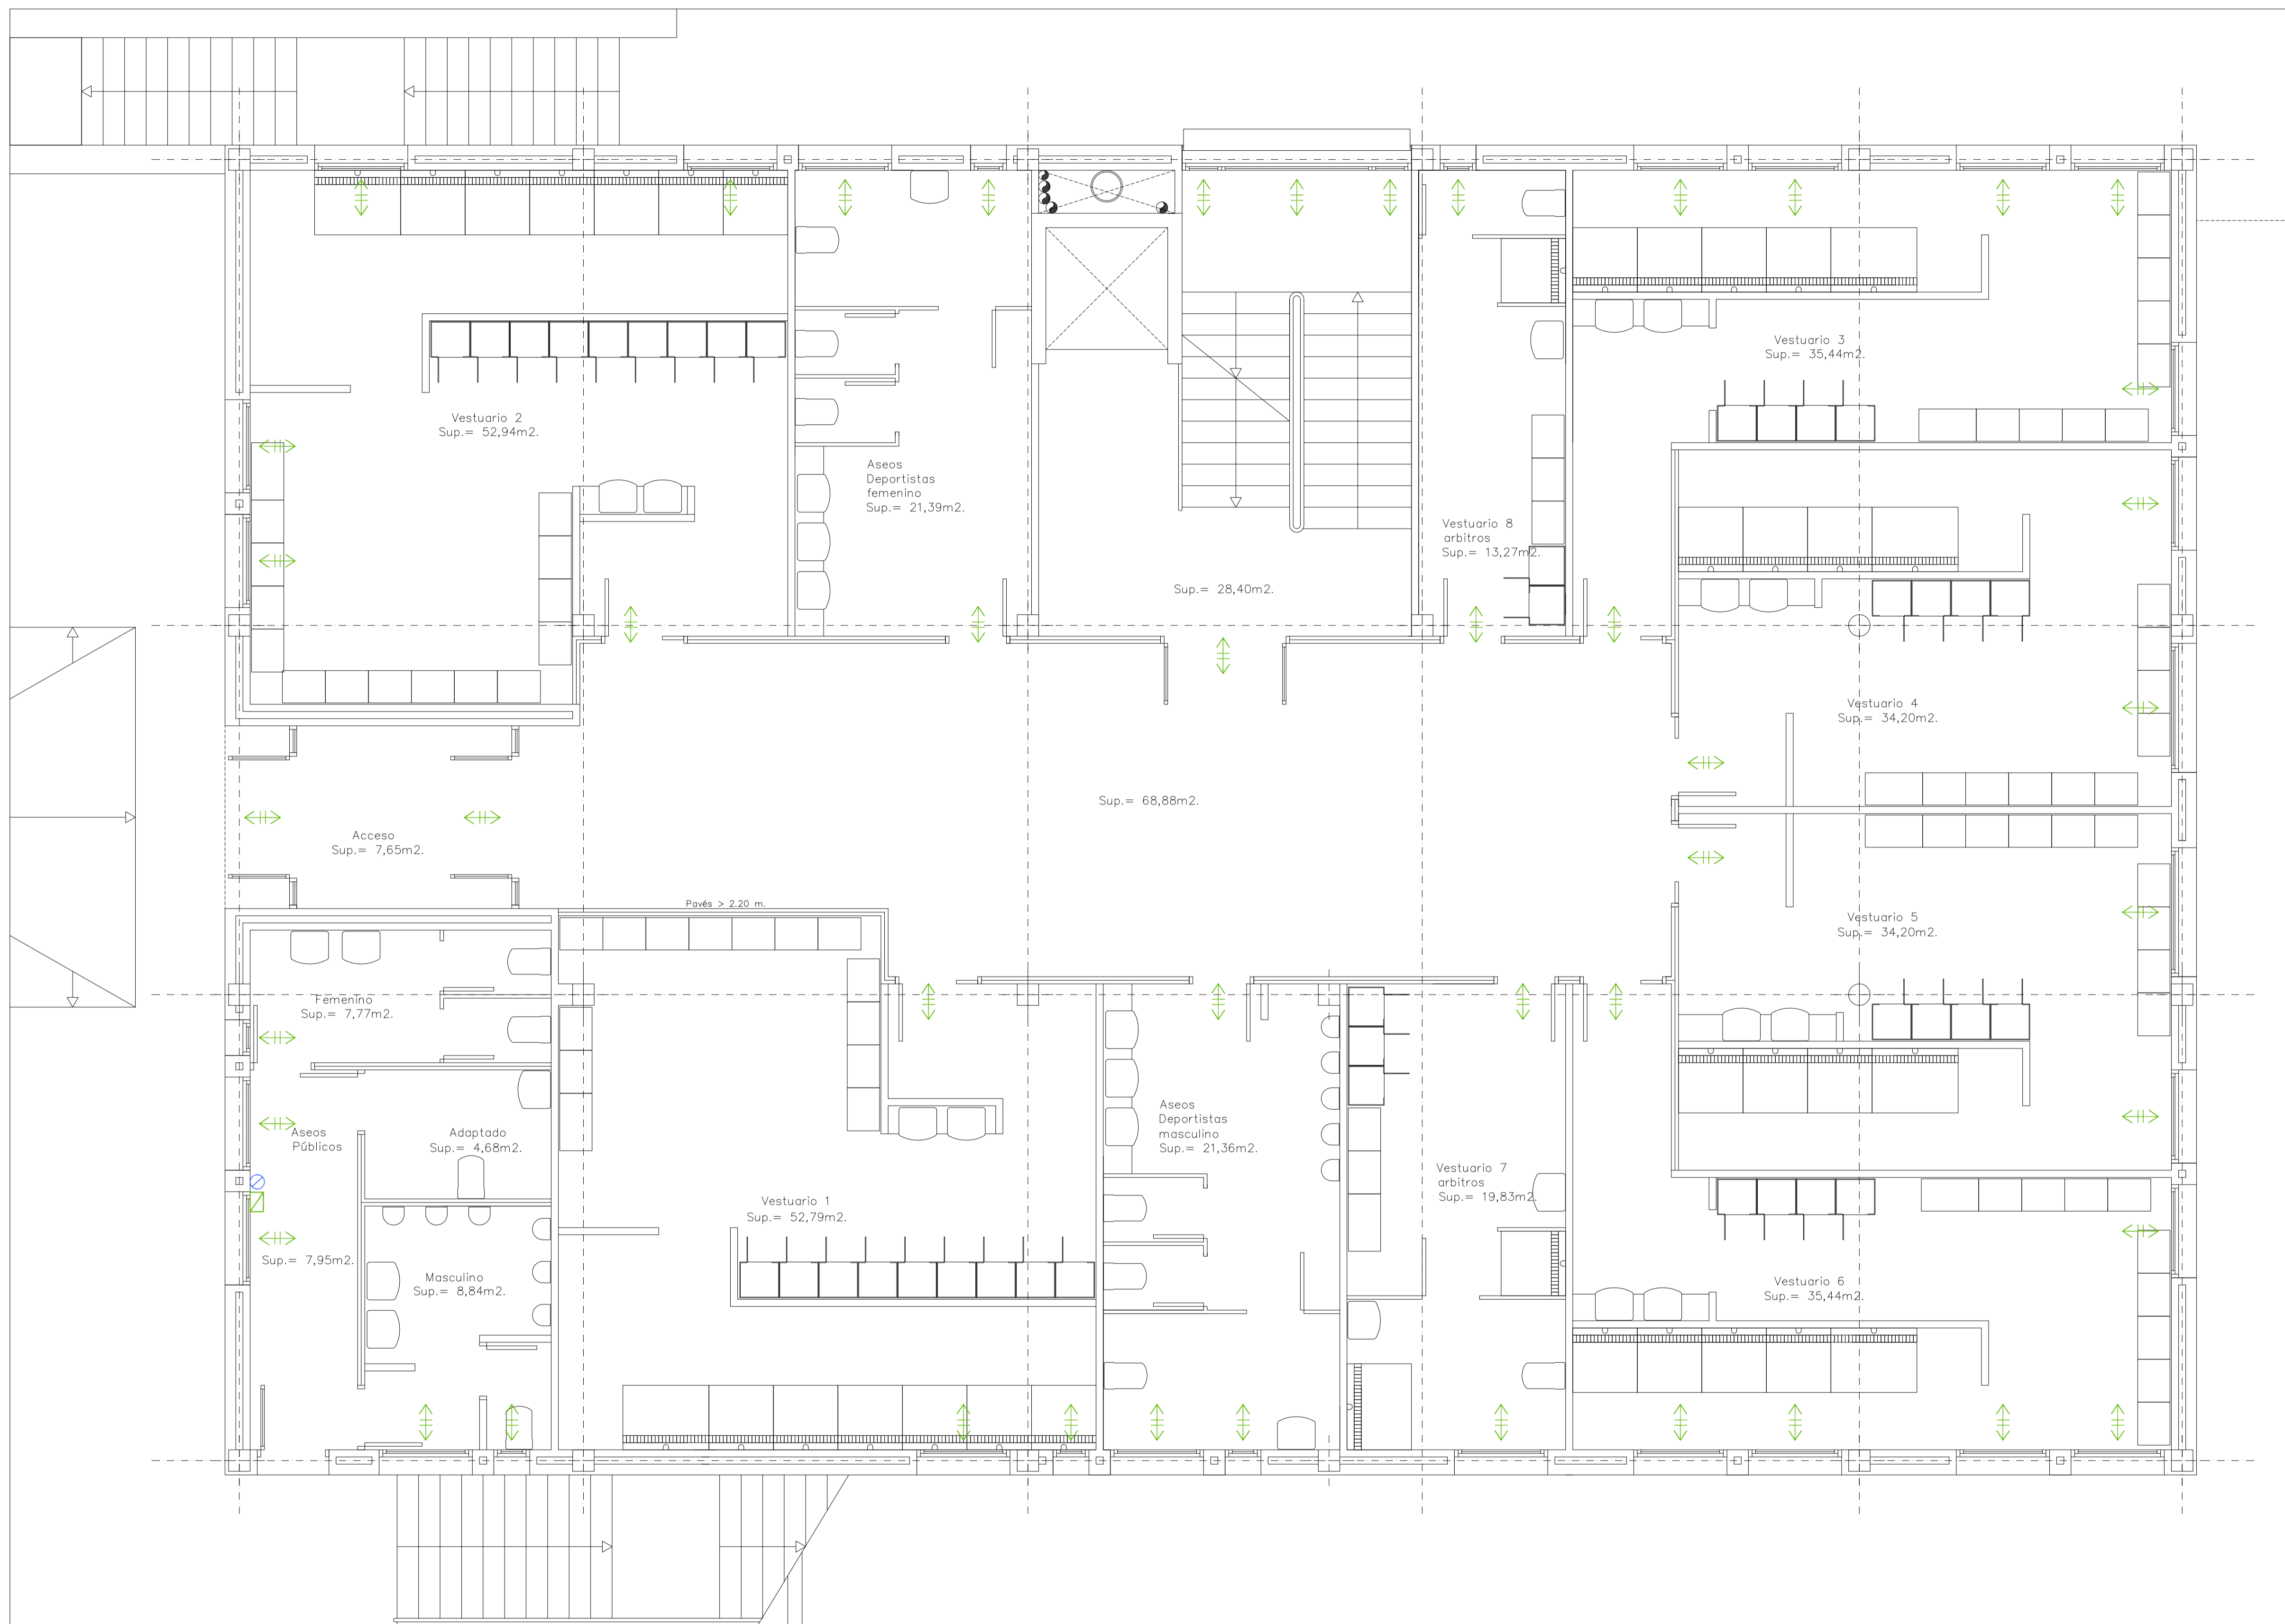 Vestuario 3
Sup.= 35,44m2.
Vestuario 2
Sup.= 52,94m2.
Aseos
Deportistas
femenino
Sup.= 21,39m2.
Vestuario 8
arbitros
Sup.= 13,27m2.
Sup.= 28,40m2.
Vestuario 4
Sup.= 34,20m2.
Sup.= 68,88m2.
Acceso
Sup.= 7,65m2.
Pavés > 2.20 m.
Vestuario 5
Sup.= 34,20m2.
Femenino
Sup.= 7,77m2.
Aseos
Públicos
Adaptado
Sup.= 4,68m2.
Aseos
Deportistas
masculino
Sup.= 21,36m2.
Vestuario 7
arbitros
Sup.= 19,83m2.
Vestuario 1
Sup.= 52,79m2.
Sup.= 7,95m2.
Masculino
Sup.= 8,84m2.
Vestuario 6
Sup.= 35,44m2.